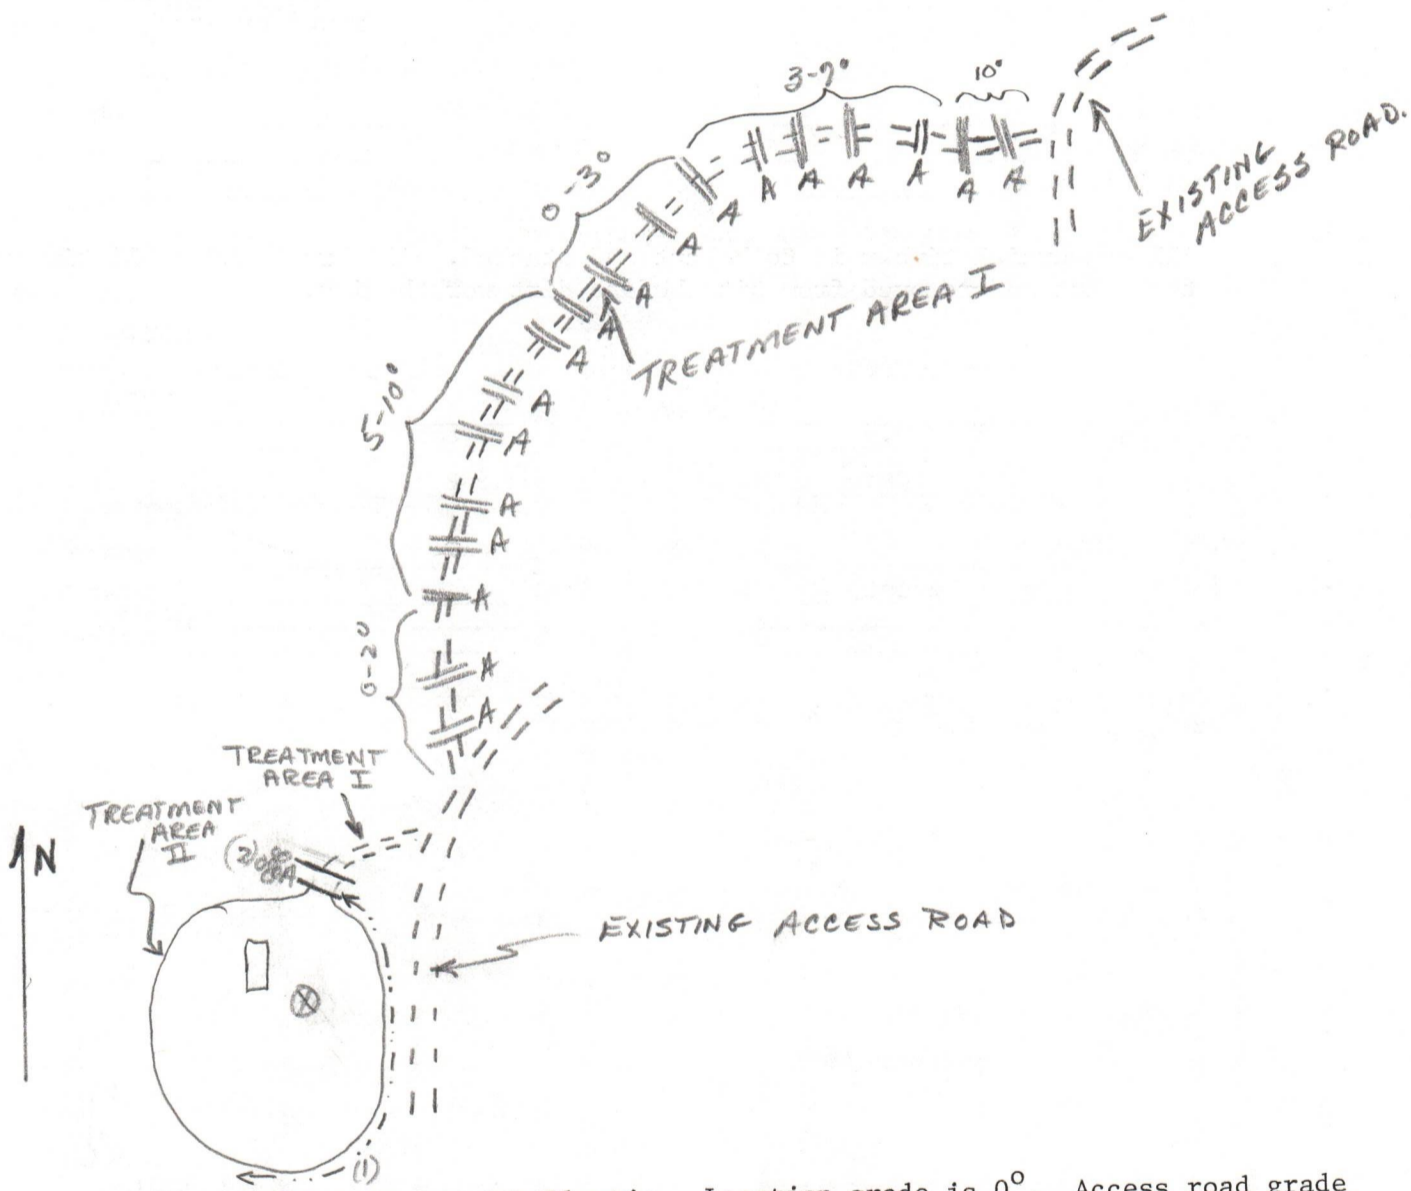 3-7°
10°
0-3°
A A A A A A
A
A
A
A
A
A
A
A
A
A
A
A
EXISTING
ACCESS ROAD.
TREATMENT AREA I
5-10°
0-2°
TREATMENT
AREA I
TREATMENT
AREA
II
N
(2)
EXISTING ACCESS ROAD
(1)
Location grade is 0°. Access road grade